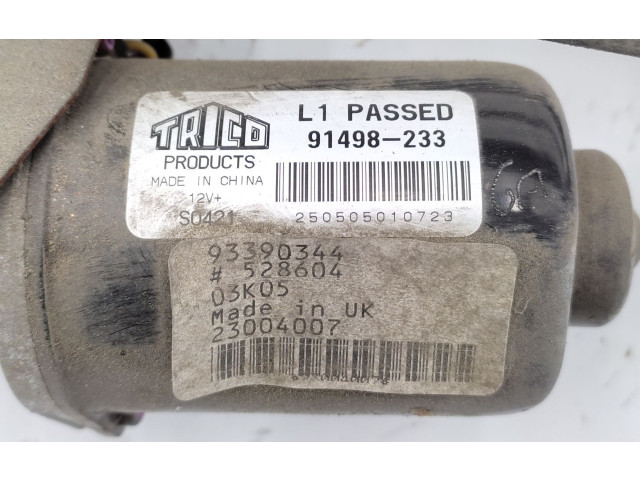 TRICO
PRODUCTS
MADE IN CHINA
12V+
S0421
L1 PASSED
91498-233
250505010723
93390344
# 528604
03K05
Made in UK
23004007